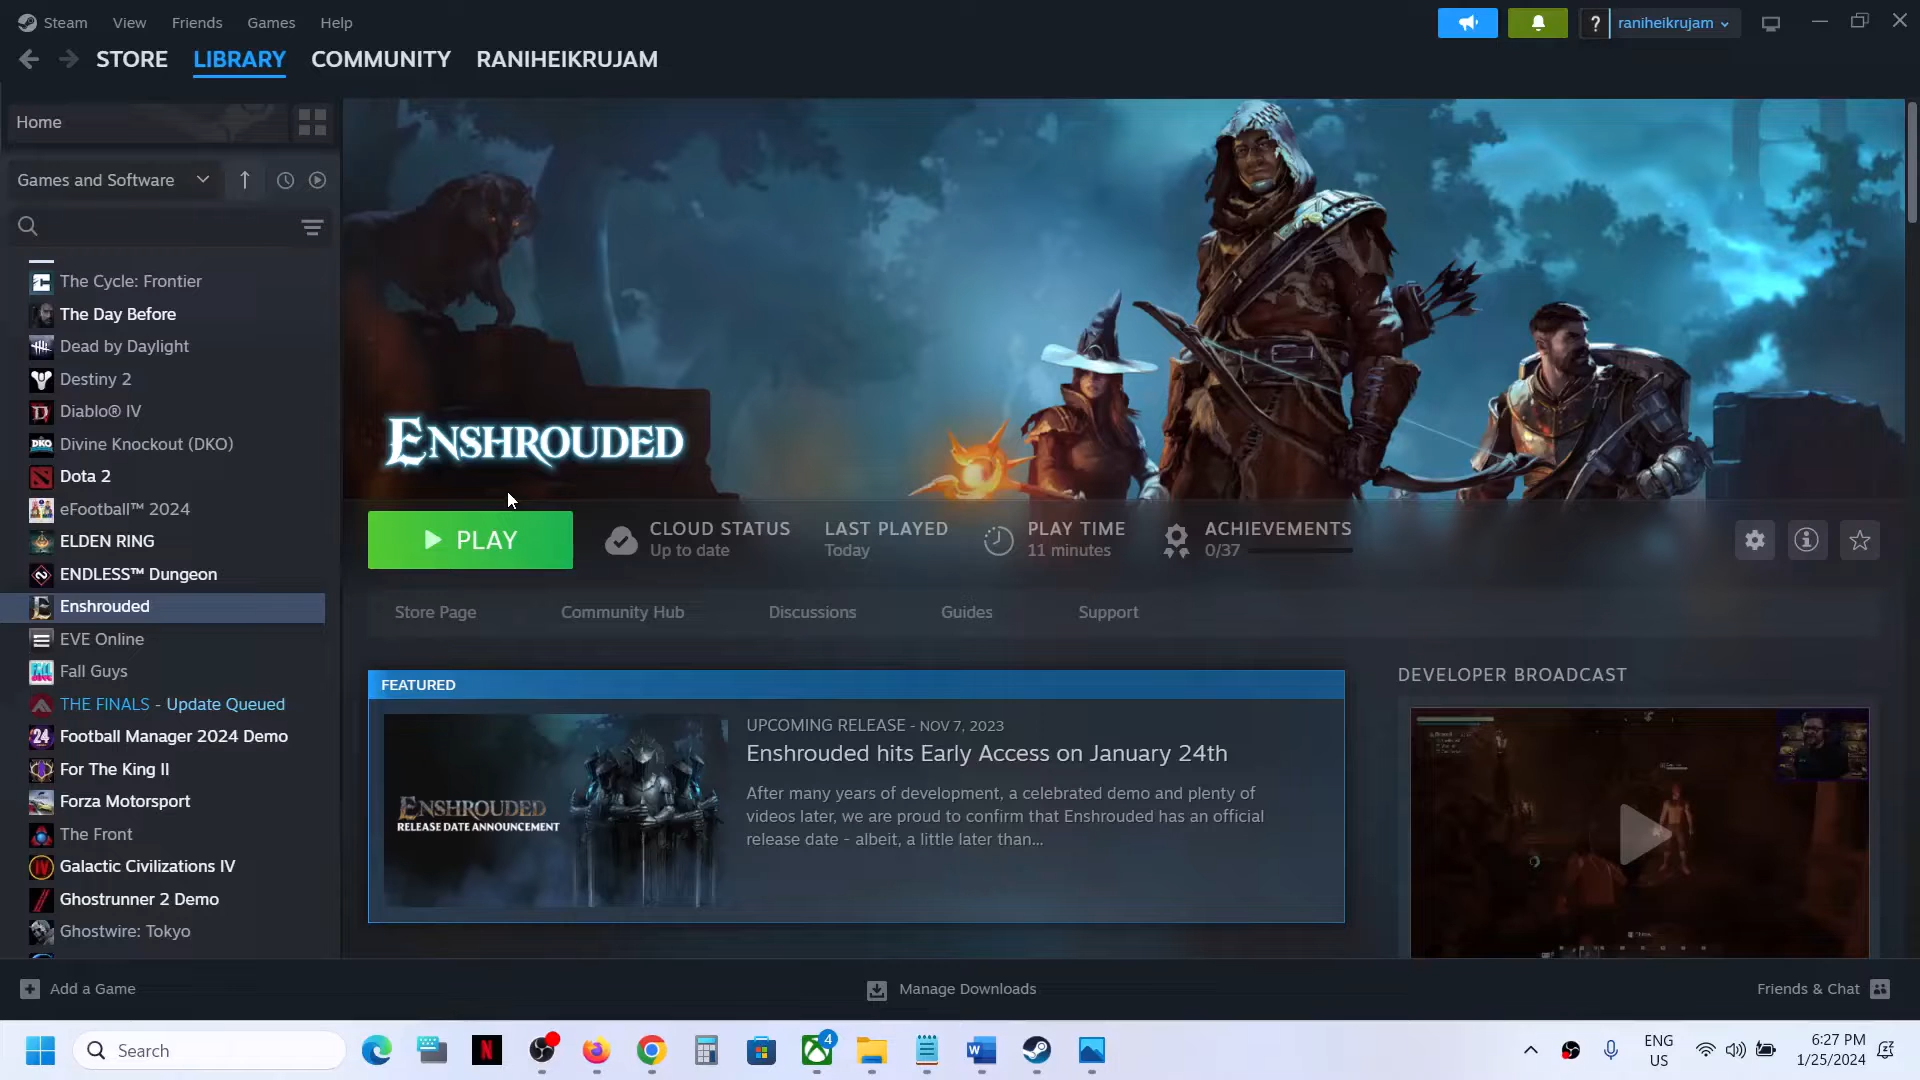 Steam View Friends Games Help
? raniheikrujam
STORE LIBRARY COMMUNITY RANIHEIKRUJAM
Home
Games and Software
The Cycle: Frontier
The Day Before
Dead by Daylight
Destiny 2
Diablo® IV
Divine Knockout (DKO)
Dota 2
eFootball™ 2024
ELDEN RING
ENDLESS™ Dungeon
Enshrouded
EVE Online
Fall Guys
THE FINALS - Update Queued
Football Manager 2024 Demo
For The King II
Forza Motorsport
The Front
Galactic Civilizations IV
Ghostrunner 2 Demo
Ghostwire: Tokyo
ENSHROUDED
PLAY
CLOUD STATUS
Up to date
LAST PLAYED
Today
PLAY TIME
11 minutes
ACHIEVEMENTS
0/37
Store Page Community Hub Discussions Guides Support
FEATURED
ENSHROUDED
RELEASE DATE ANNOUNCEMENT
UPCOMING RELEASE - NOV 7, 2023
Enshrouded hits Early Access on January 24th
After many years of development, a celebrated demo and plenty of
videos later, we are proud to confirm that Enshrouded has an official
release date - albeit, a little later than...
DEVELOPER BROADCAST
Add a Game
Manage Downloads
Friends & Chat
Search
4
ENG
US
6:27 PM
1/25/2024